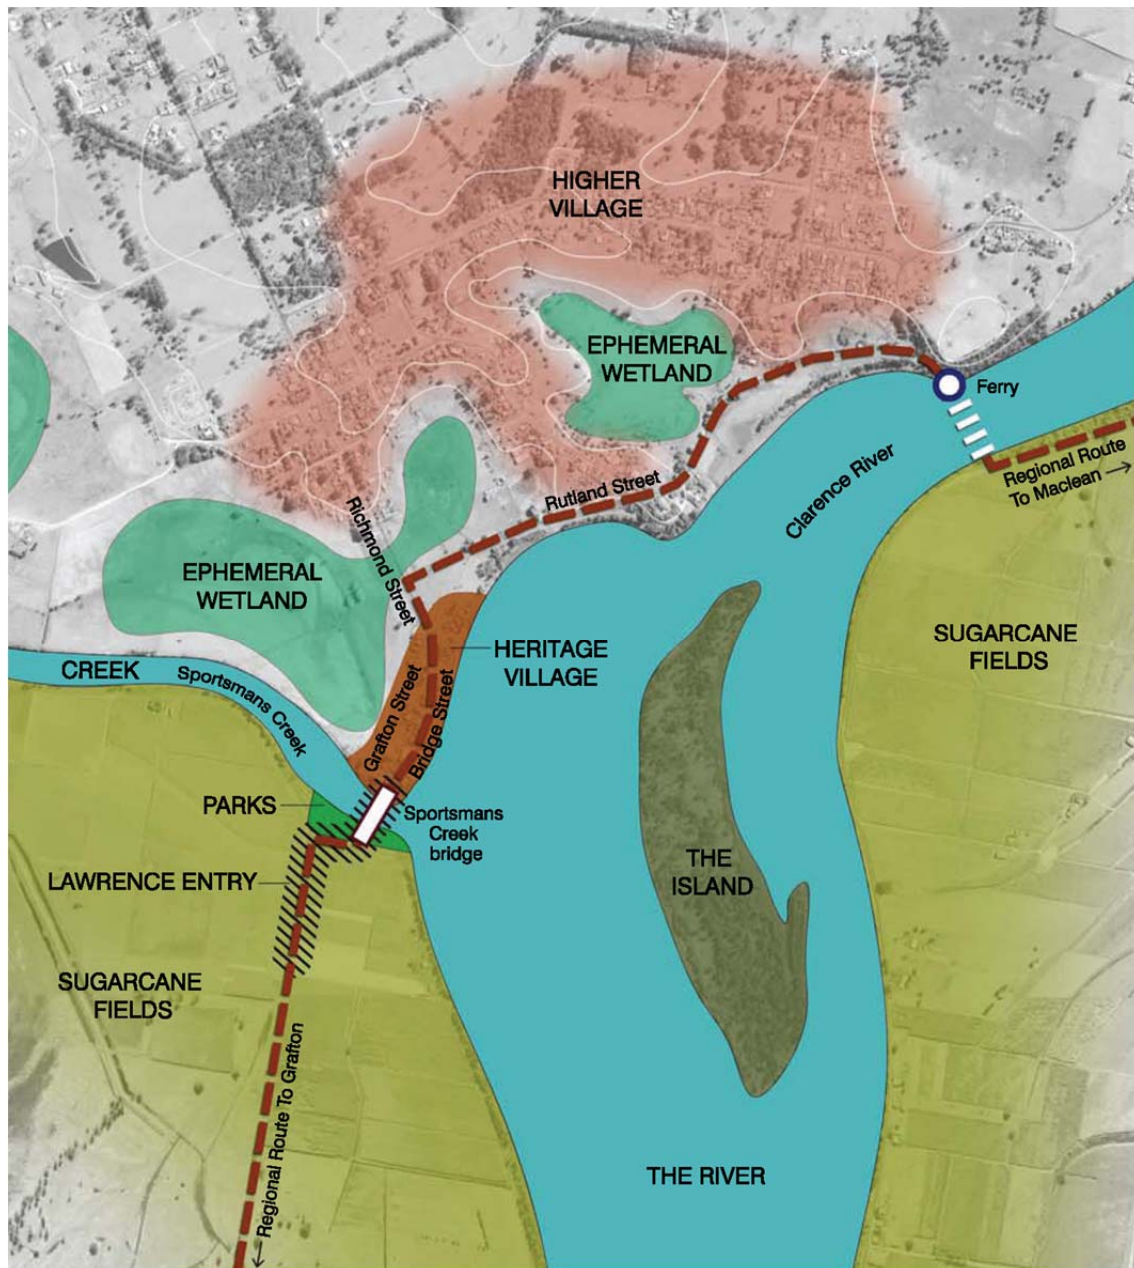 HIGHER
VILLAGE
EPHEMERAL
WETLAND
Ferry
Regional Route
To Maclean →
Clarence River
Rutland Street
Richmond Street
EPHEMERAL
WETLAND
HERITAGE
VILLAGE
SUGARCANE
FIELDS
CREEK
Sportsmans Creek
Grafton Street
Bridge Street
PARKS
Sportsmans
Creek
bridge
LAWRENCE ENTRY
THE
ISLAND
SUGARCANE
FIELDS
← Regional Route To Grafton
THE RIVER